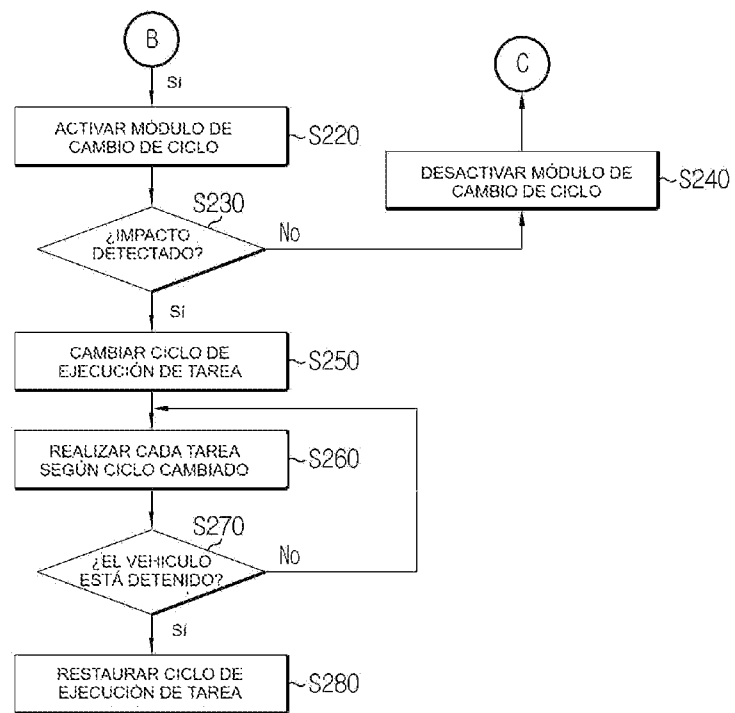 B
C
Sí
ACTIVAR MÓDULO DE
CAMBIO DE CICLO
S220
DESACTIVAR MÓDULO DE
CAMBIO DE CICLO
S240
S230
¿IMPACTO
DETECTADO?
No
Sí
CAMBIAR CICLO DE
EJECUCIÓN DE TAREA
S250
REALIZAR CADA TAREA
SEGÚN CICLO CAMBIADO
S260
S270
¿EL VEHICULO
ESTÁ DETENIDO?
No
Sí
RESTAURAR CICLO DE
EJECUCIÓN DE TAREA
S280